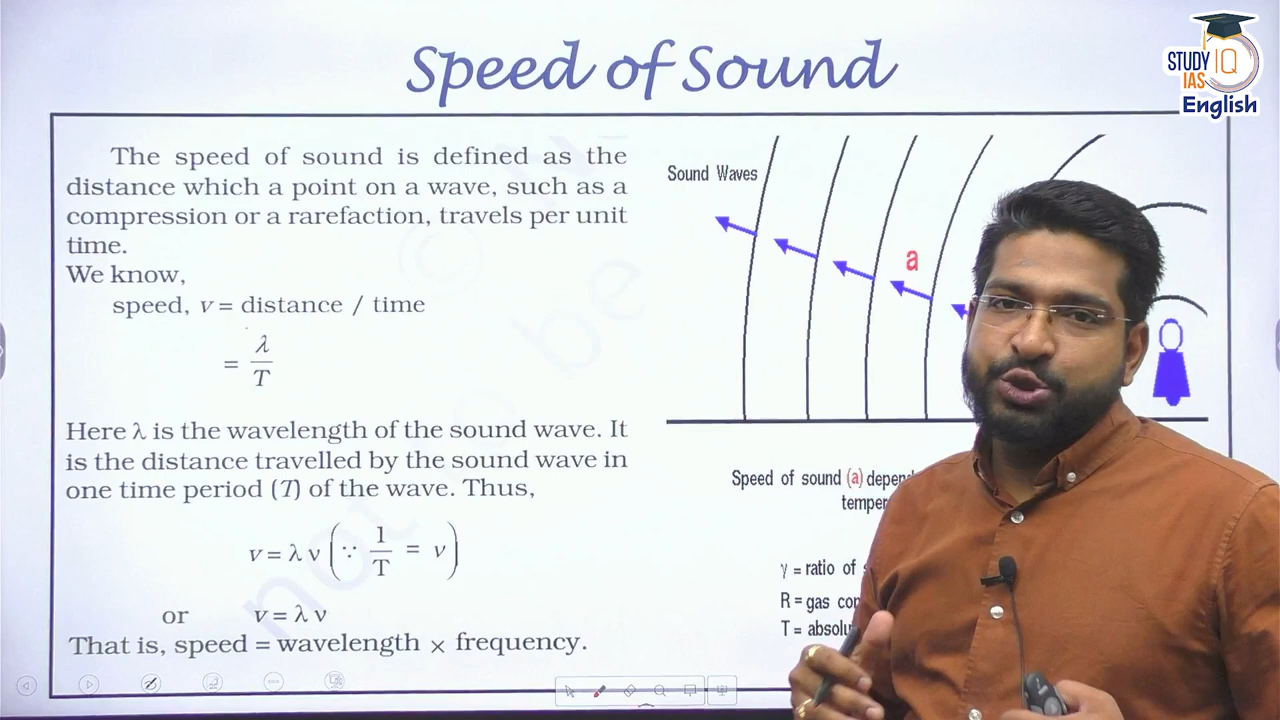 Speed of Sound
STUDY IQ
IAS
English
The speed of sound is defined as the
distance which a point on a wave, such as a
compression or a rarefaction, travels per unit
time.
We know,
speed, v = distance / time
= λ
T
Here λ is the wavelength of the sound wave. It
is the distance travelled by the sound wave in
one time period (T) of the wave. Thus,
v = λ ν (∵ 1/T = ν)
or v = λ ν
That is, speed = wavelength × frequency.
Sound Waves
a
Speed of sound (a)
γ = ratio of
R = gas
T =
not be